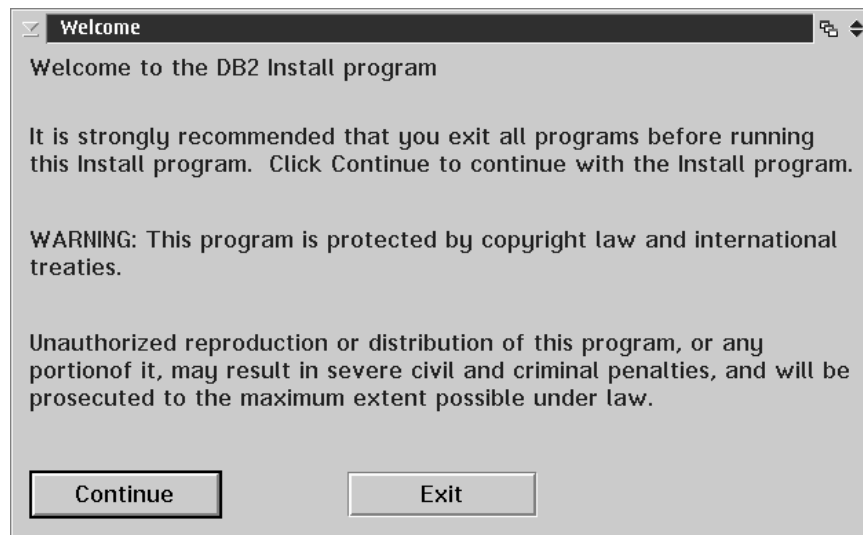 Welcome
Welcome to the DB2 Install program
It is strongly recommended that you exit all programs before running
this Install program.  Click Continue to continue with the Install program.
WARNING: This program is protected by copyright law and international
treaties.
Unauthorized reproduction or distribution of this program, or any
portionof it, may result in severe civil and criminal penalties, and will be
prosecuted to the maximum extent possible under law.
Continue
Exit